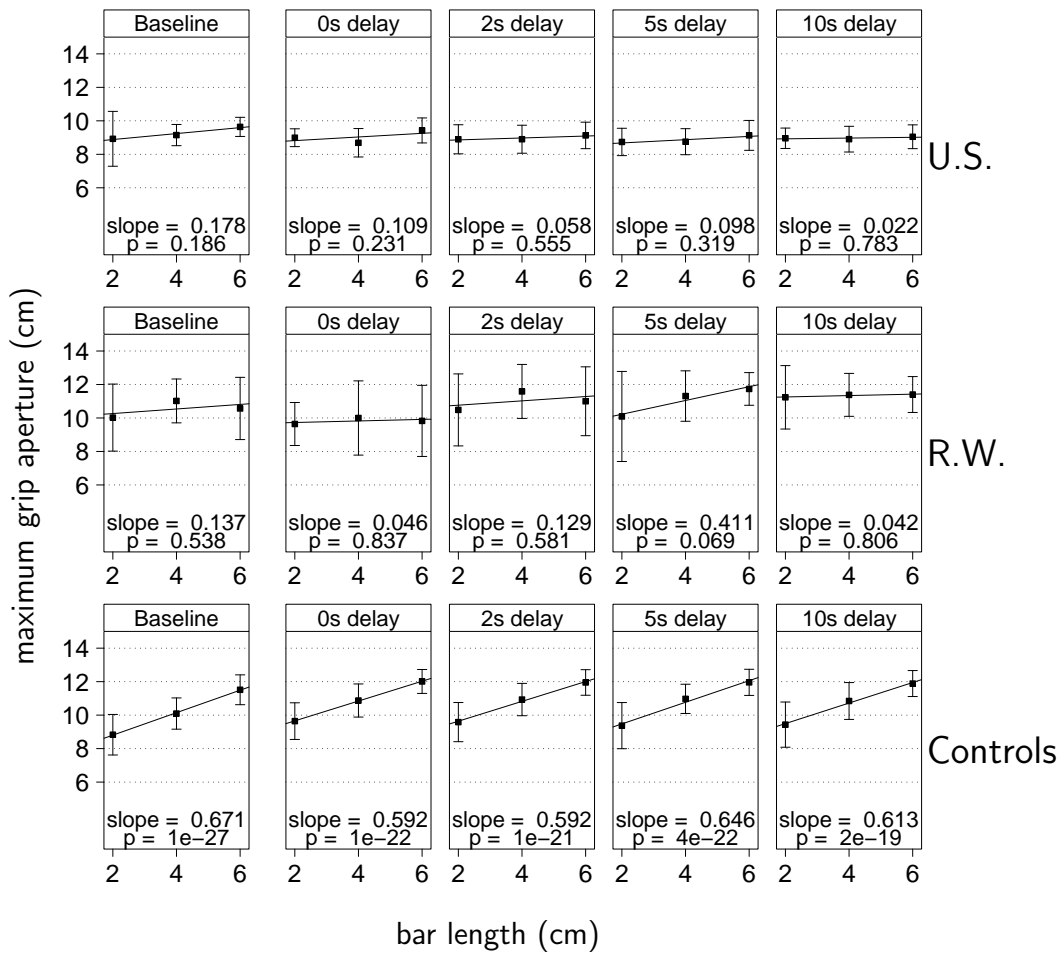 Baseline 0s delay 2s delay 5s delay 10s delay
14
12
10
8
6
slope = 0.178 slope = 0.109 slope = 0.058 slope = 0.098 slope = 0.022
p = 0.186 p = 0.231 p = 0.555 p = 0.319 p = 0.783
2 4 6 2 4 6 2 4 6 2 4 6 2 4 6
U.S.
Baseline 0s delay 2s delay 5s delay 10s delay
14
12
10
8
6
slope = 0.137 slope = 0.046 slope = 0.129 slope = 0.411 slope = 0.042
p = 0.538 p = 0.837 p = 0.581 p = 0.069 p = 0.806
2 4 6 2 4 6 2 4 6 2 4 6 2 4 6
R.W.
Baseline 0s delay 2s delay 5s delay 10s delay
14
12
10
8
6
slope = 0.671 slope = 0.592 slope = 0.592 slope = 0.646 slope = 0.613
p = 1e−27 p = 1e−22 p = 1e−21 p = 4e−22 p = 2e−19
2 4 6 2 4 6 2 4 6 2 4 6 2 4 6
Controls
maximum grip aperture (cm)
bar length (cm)